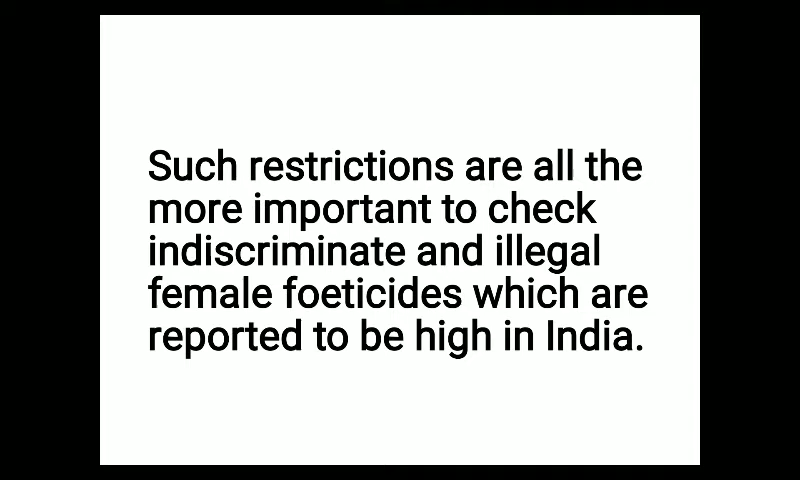 Such restrictions are all the
more important to check
indiscriminate and illegal
female foeticides which are
reported to be high in India.